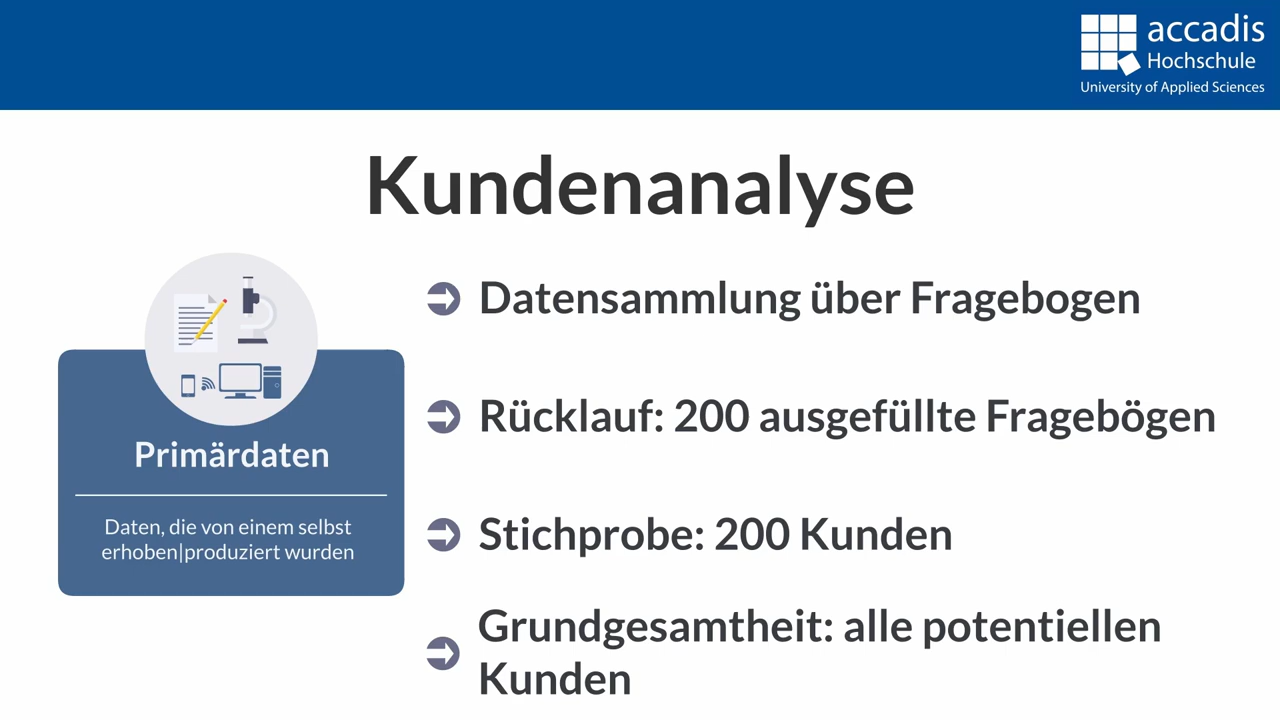 accadis
Hochschule
University of Applied Sciences
Kundenanalyse
Primärdaten
Daten, die von einem selbst
erhoben|produziert wurden
Datensammlung über Fragebogen
Rücklauf: 200 ausgefüllte Fragebögen
Stichprobe: 200 Kunden
Grundgesamtheit: alle potentiellen
Kunden